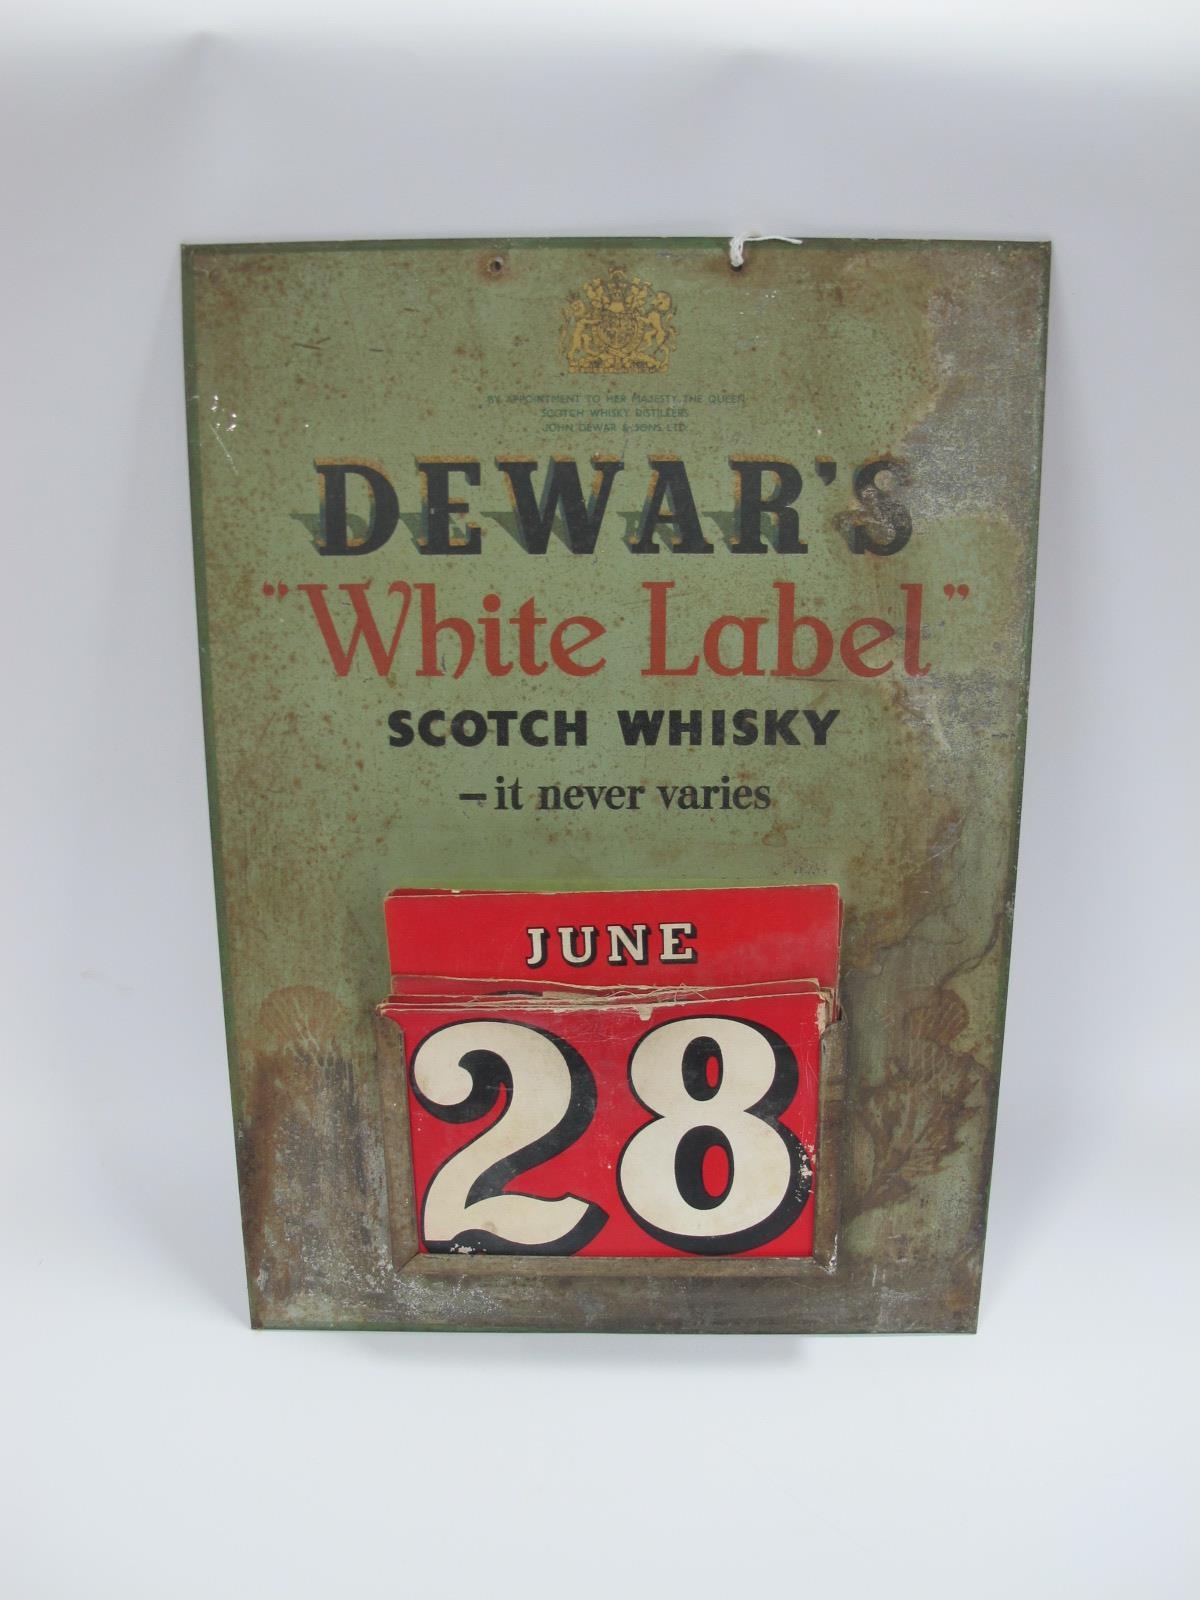 BY APPOINTMENT TO HER MAJESTY THE QUEEN
SCOTCH WHISKY DISTILLERS
JOHN DEWAR & SONS LTD.
DEWAR'S
"White Label"
SCOTCH WHISKY
– it never varies
JUNE
28